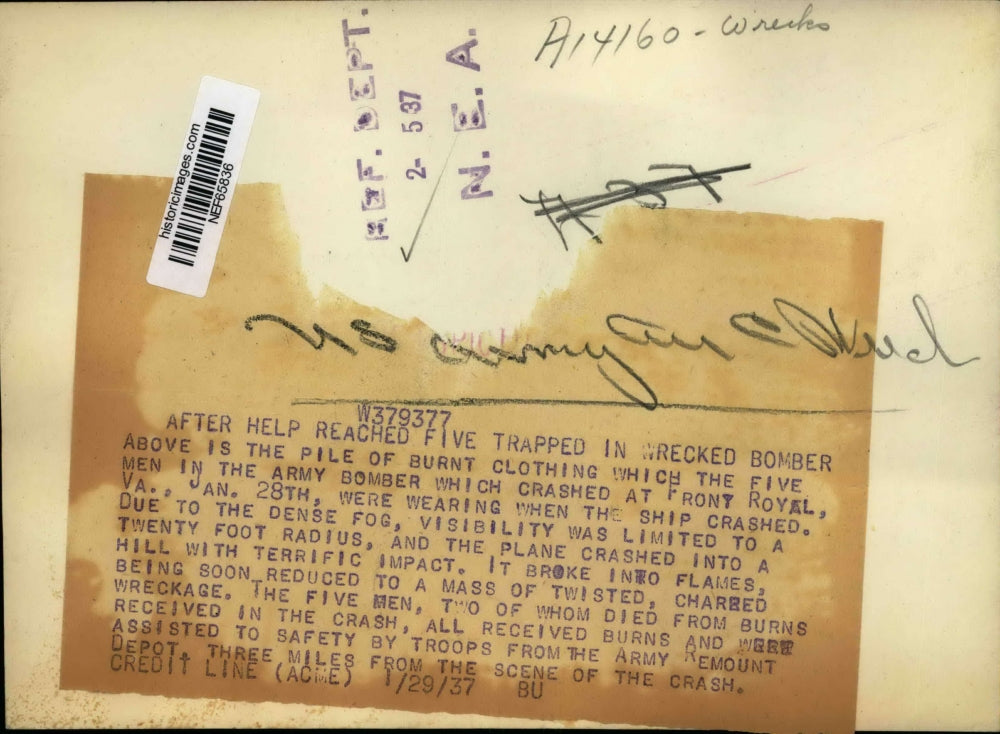 A14160 - Wrecks
REF. DEPT.
2- 5 37
N. E. A.
historicimages.com
NEF65836
US Army Air
W379377
AFTER HELP REACHED FIVE TRAPPED IN WRECKED BOMBER
ABOVE IS THE PILE OF BURNT CLOTHING WHICH THE FIVE
MEN IN THE ARMY BOMBER WHICH CRASHED AT FRONT ROYAL,
VA., JAN. 28TH, WERE WEARING WHEN THE SHIP CRASHED.
DUE TO THE DENSE FOG, VISIBILITY WAS LIMITED TO A
TWENTY FOOT RADIUS, AND THE PLANE CRASHED INTO A
HILL WITH TERRIFIC IMPACT. IT BROKE INTO FLAMES,
BEING SOON REDUCED TO A MASS OF TWISTED, CHARRED
WRECKAGE. THE FIVE MEN, TWO OF WHOM DIED FROM BURNS
RECEIVED IN THE CRASH, ALL RECEIVED BURNS AND WERE
ASSISTED TO SAFETY BY TROOPS FROM THE ARMY REMOUNT
DEPOT, THREE MILES FROM THE SCENE OF THE CRASH.
CREDIT LINE (ACME) 1/29/37 BU